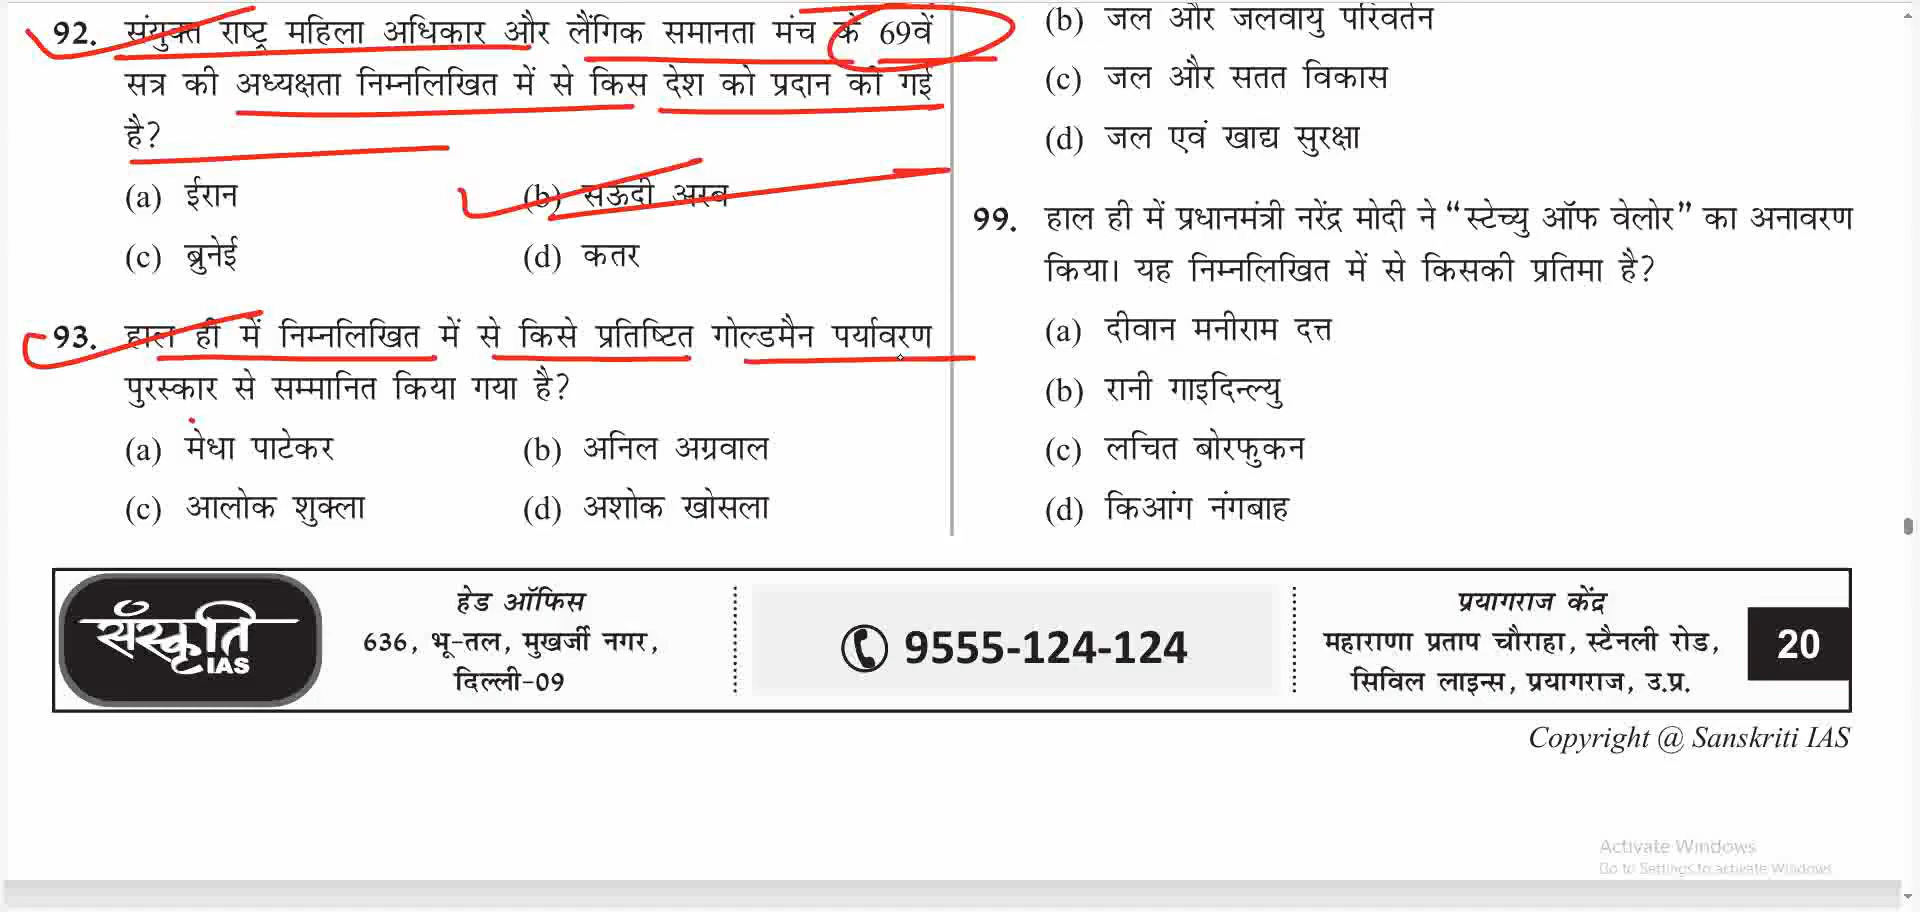 92. संयुक्त राष्ट्र महिला अधिकार और लैंगिक समानता मंच के 69वें
सत्र की अध्यक्षता निम्नलिखित में से किस देश को प्रदान की गई
है?
(a) ईरान (b) सऊदी अरब
(c) ब्रुनेई (d) कतर
93. हाल ही में निम्नलिखित में से किसे प्रतिष्टित गोल्डमैन पर्यावरण
पुरस्कार से सम्मानित किया गया है?
(a) मेधा पाटेकर (b) अनिल अग्रवाल
(c) आलोक शुक्ला (d) अशोक खोसला
(b) जल और जलवायु परिवर्तन
(c) जल और सतत विकास
(d) जल एवं खाद्य सुरक्षा
99. हाल ही में प्रधानमंत्री नरेंद्र मोदी ने “स्टेच्यु ऑफ वेलोर” का अनावरण
किया। यह निम्नलिखित में से किसकी प्रतिमा है?
(a) दीवान मनीराम दत्त
(b) रानी गाइदिन्ल्यु
(c) लचित बोरफुकन
(d) किआंग नंगबाह
संस्कृति
IAS
हेड ऑफिस
636, भू-तल, मुखर्जी नगर,
दिल्ली-09
9555-124-124
प्रयागराज केंद्र
महाराणा प्रताप चौराहा, स्टैनली रोड,
सिविल लाइन्स, प्रयागराज, उ.प्र.
20
Copyright @ Sanskriti IAS
Activate Windows
Go to Settings to activate Windows.